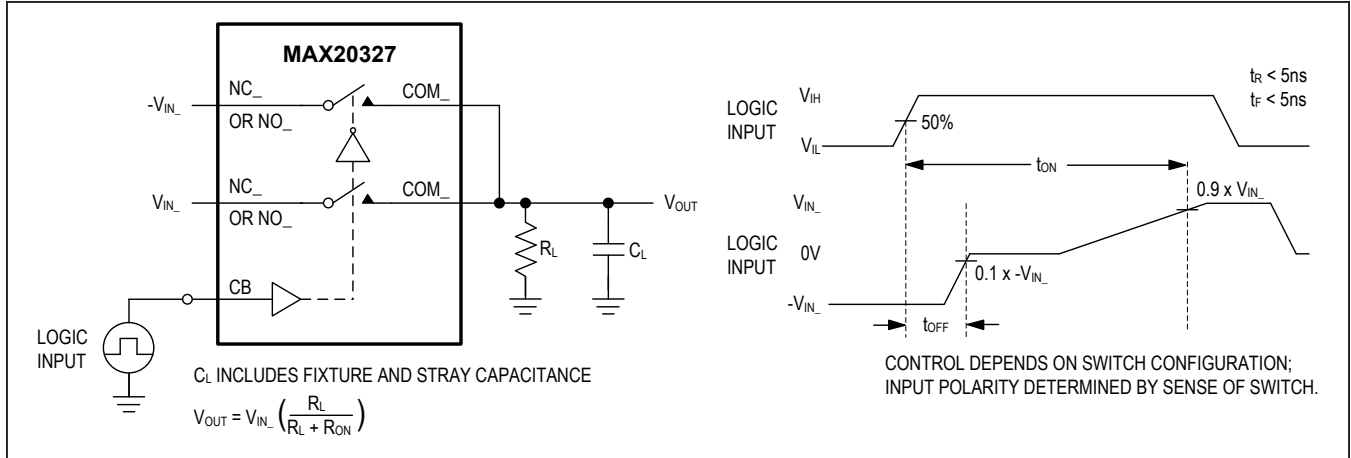 MAX20327
NC_
COM_
-VIN_
OR NO_
NC_
COM_
VIN_
OR NO_
VOUT
RL
CL
CB
LOGIC
INPUT
CL INCLUDES FIXTURE AND STRAY CAPACITANCE
VOUT = VIN_ (RL / RL + RON)
tR < 5ns
tF < 5ns
LOGIC
INPUT
VIH
VIL
50%
tON
LOGIC
INPUT
VIN_
0V
-VIN_
0.9 x VIN_
0.1 x -VIN_
tOFF
CONTROL DEPENDS ON SWITCH CONFIGURATION;
INPUT POLARITY DETERMINED BY SENSE OF SWITCH.